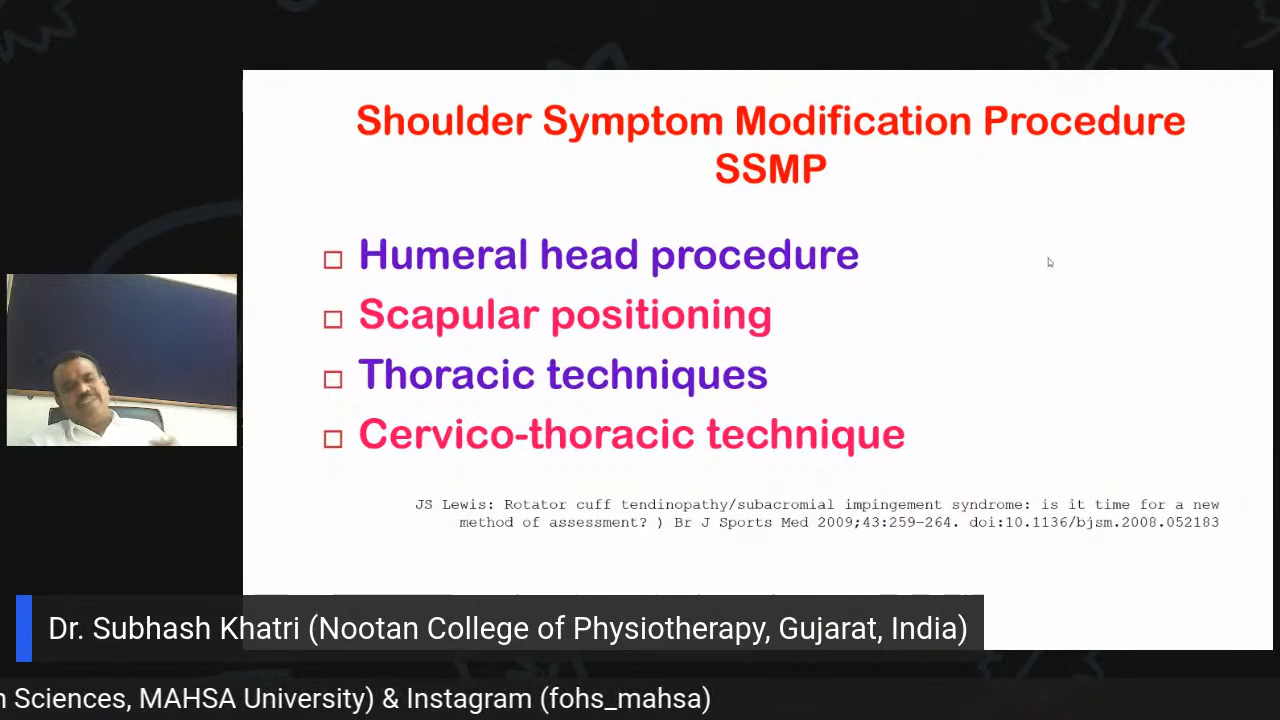 Shoulder Symptom Modification Procedure
SSMP
Humeral head procedure
Scapular positioning
Thoracic techniques
Cervico-thoracic technique
JS Lewis: Rotator cuff tendinopathy/subacromial impingement syndrome: is it time for a new
method of assessment? ) Br J Sports Med 2009;43:259-264. doi:10.1136/bjsm.2008.052183
Dr. Subhash Khatri (Nootan College of Physiotherapy, Gujarat, India)
Sciences, MAHSA University) & Instagram (fohs_mahsa)